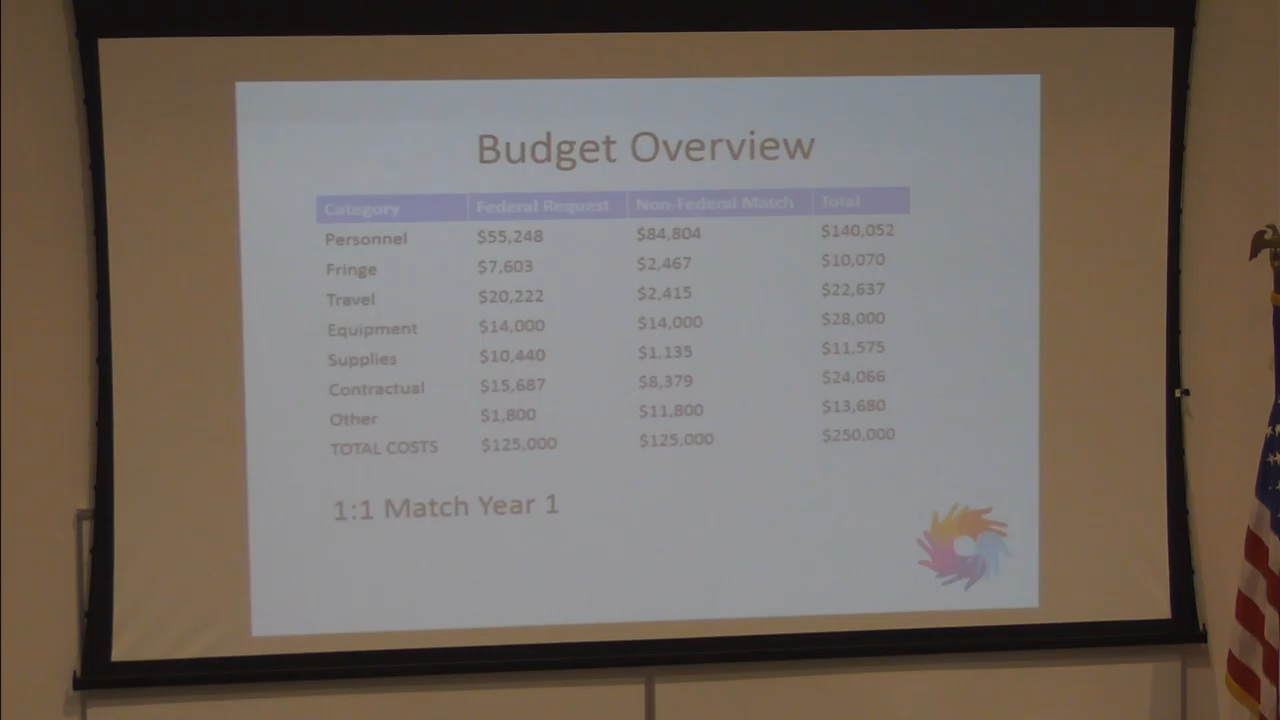 Budget Overview
Category Federal Request Non-Federal Match Total
Personnel $55,248 $84,804 $140,052
Fringe $7,603 $2,467 $10,070
Travel $20,222 $2,415 $22,637
Equipment $14,000 $14,000 $28,000
Supplies $10,440 $1,135 $11,575
Contractual $15,687 $8,379 $24,066
Other $1,800 $11,800 $13,680
TOTAL COSTS $125,000 $125,000 $250,000
1:1 Match Year 1